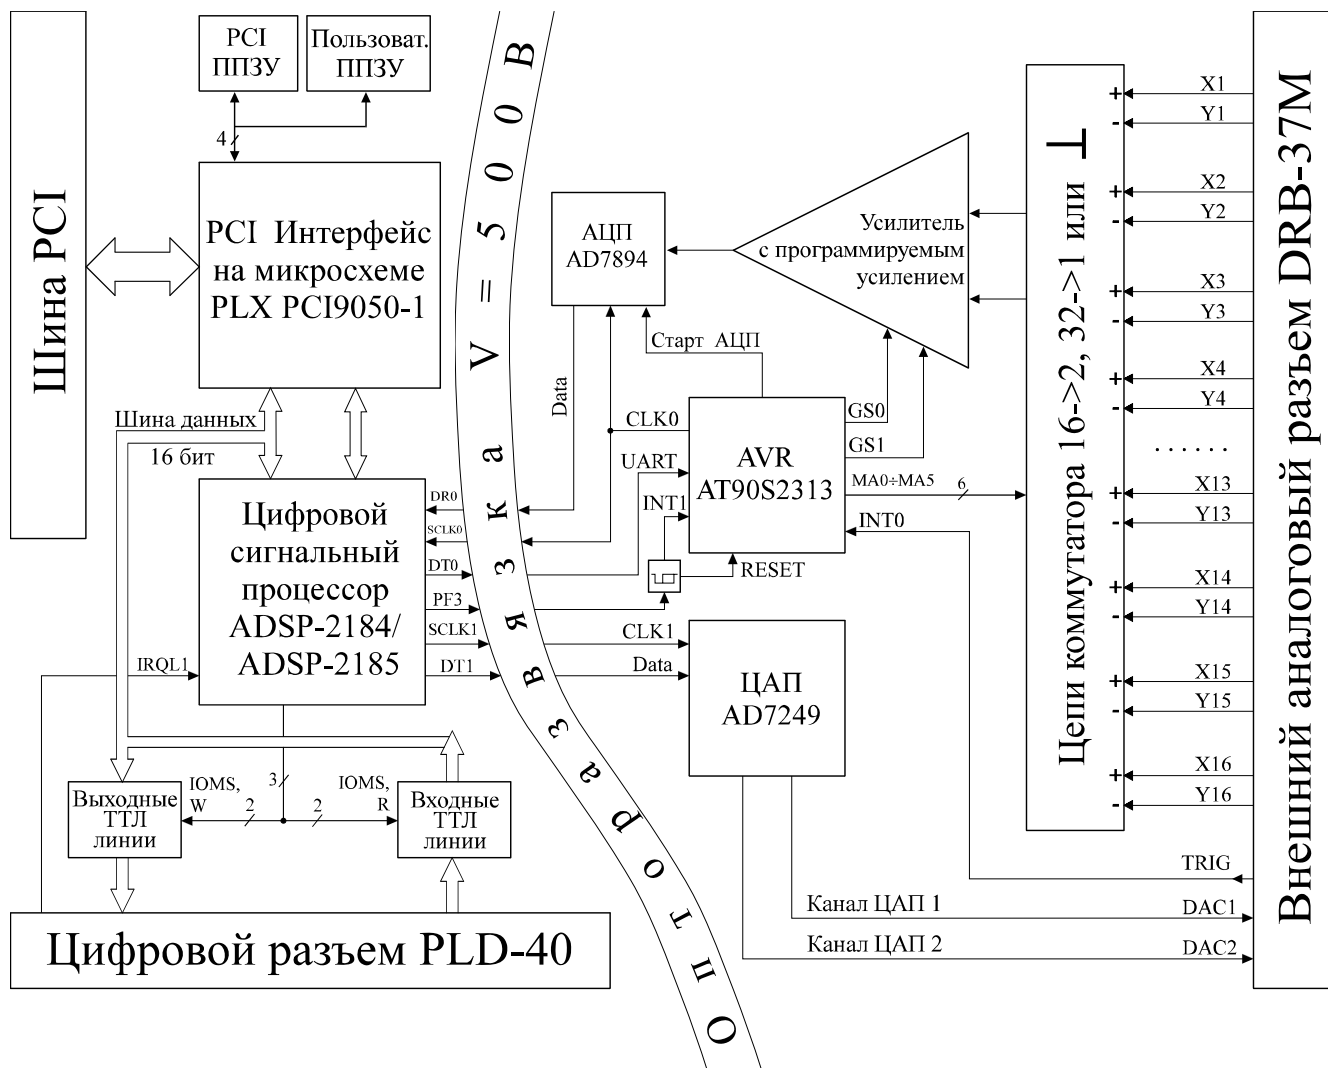 Шина PCI
PCI
ППЗУ
Пользоват.
ППЗУ
4
PCI Интерфейс
на микросхеме
PLX PCI9050-1
Шина данных
16 бит
Цифровой
сигнальный
процессор
ADSP-2184/
ADSP-2185
DR0
SCLK0
DT0
PF3
SCLK1
DT1
IRQL1
3
IOMS,
W
2
2
IOMS,
R
Выходные
ТТЛ
линии
Входные
ТТЛ
линии
Цифровой разъем PLD-40
Опторазвязка V=500В
АЦП
AD7894
Усилитель
с програмируемым
усилением
Старт АЦП
Data
CLK0
UART
INT1
AVR
AT90S2313
GS0
GS1
MA0÷MA5
6
INT0
RESET
CLK1
Data
ЦАП
AD7249
Канал ЦАП 1
Канал ЦАП 2
Цепи коммутатора 16->2, 32->1 или ⊥
+
X1
-
Y1
+
X2
-
Y2
+
X3
-
Y3
+
X4
-
Y4
......
+
X13
-
Y13
+
X14
-
Y14
+
X15
-
Y15
+
X16
-
Y16
TRIG
DAC1
DAC2
Внешний аналоговый разъем DRB-37M